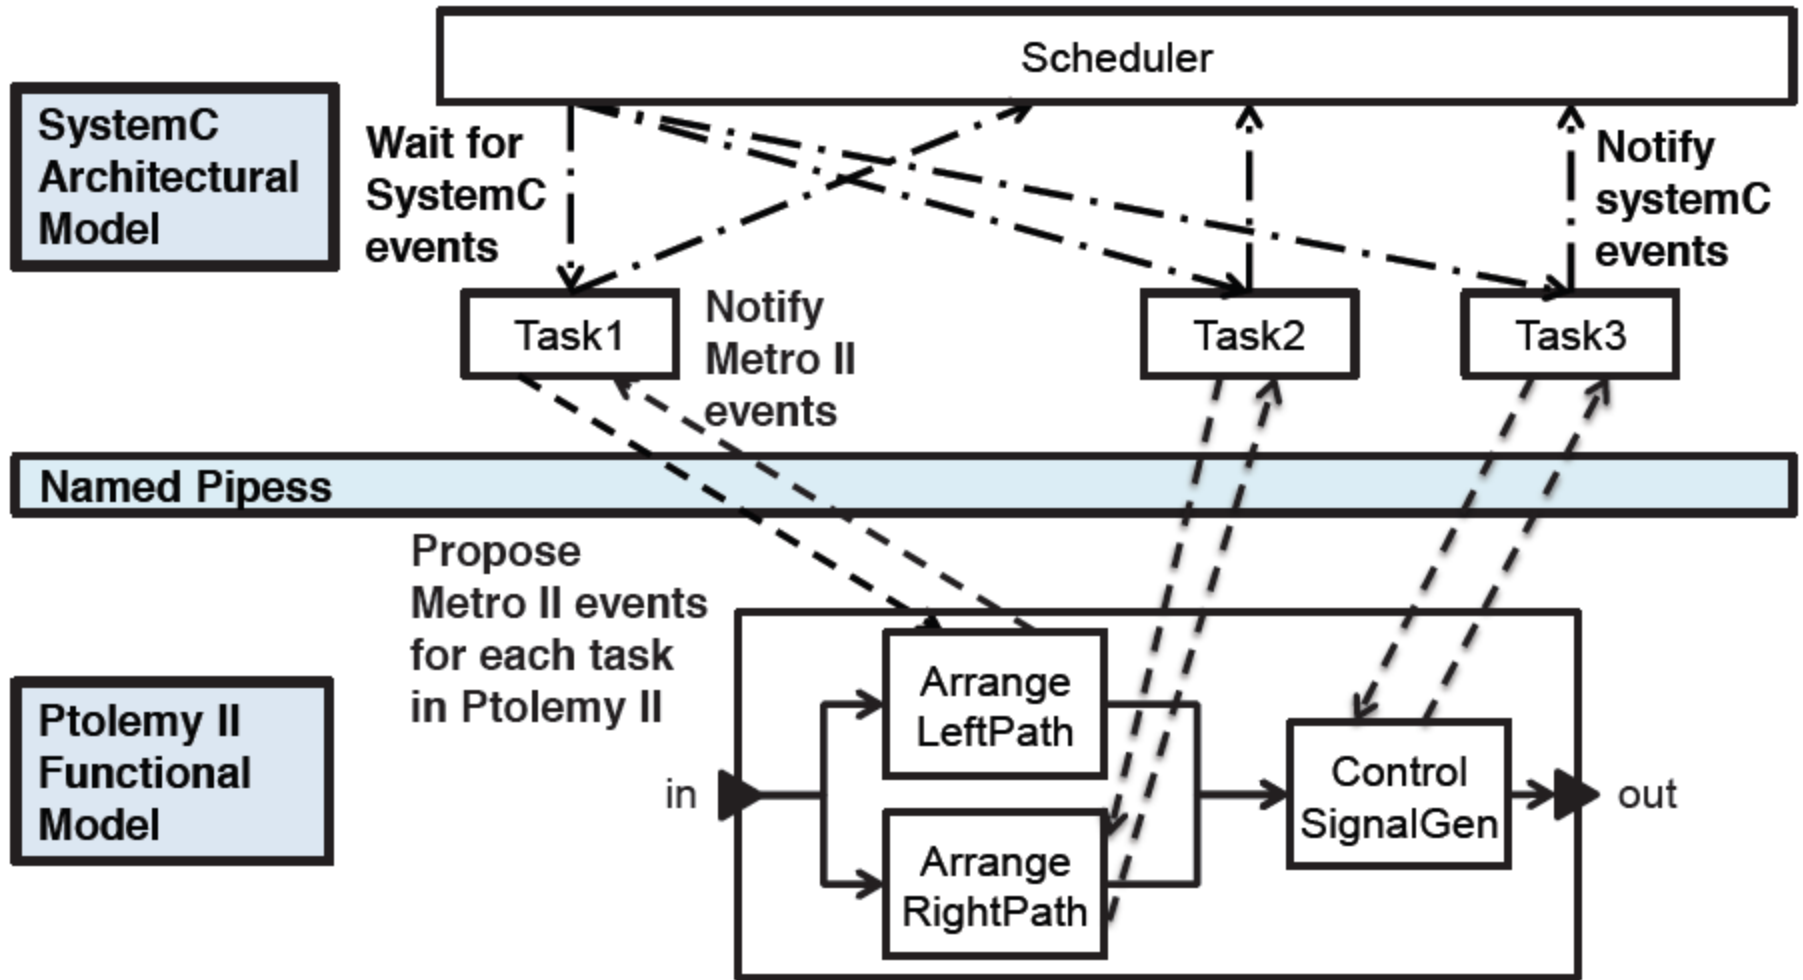 Scheduler
SystemC
Architectural
Model
Wait for
SystemC
events
Notify
systemC
events
Task1
Notify
Metro II
events
Task2
Task3
Named Pipess
Propose
Metro II events
for each task
in Ptolemy II
Ptolemy II
Functional
Model
in
Arrange
LeftPath
Arrange
RightPath
Control
SignalGen
out